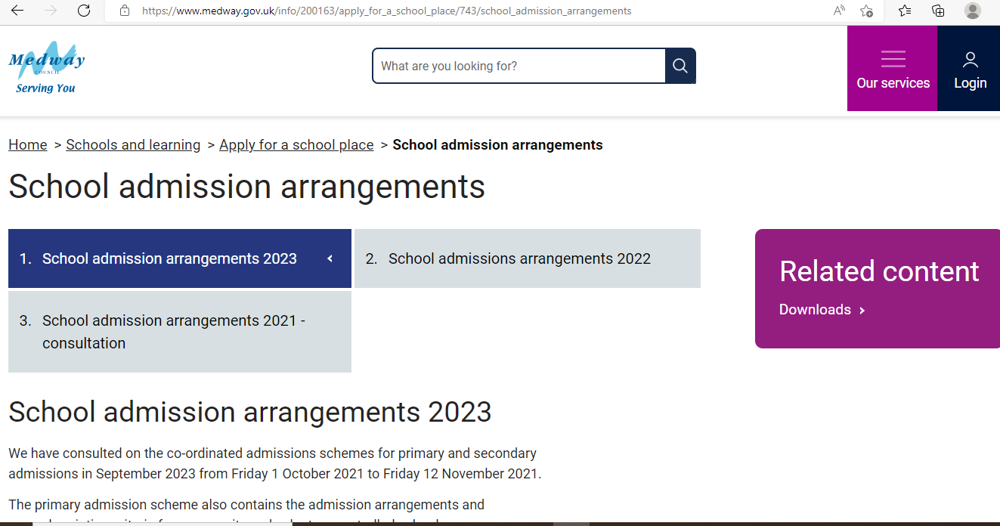 https://www.medway.gov.uk/info/200163/apply_for_a_school_place/743/school_admission_arrangements
Medway
COUNCIL
Serving You
What are you looking for?
Our services
Login
Home > Schools and learning > Apply for a school place > School admission arrangements
School admission arrangements
1. School admission arrangements 2023
2. School admissions arrangements 2022
3. School admission arrangements 2021 -
consultation
Related content
Downloads
School admission arrangements 2023
We have consulted on the co-ordinated admissions schemes for primary and secondary
admissions in September 2023 from Friday 1 October 2021 to Friday 12 November 2021.
The primary admission scheme also contains the admission arrangements and